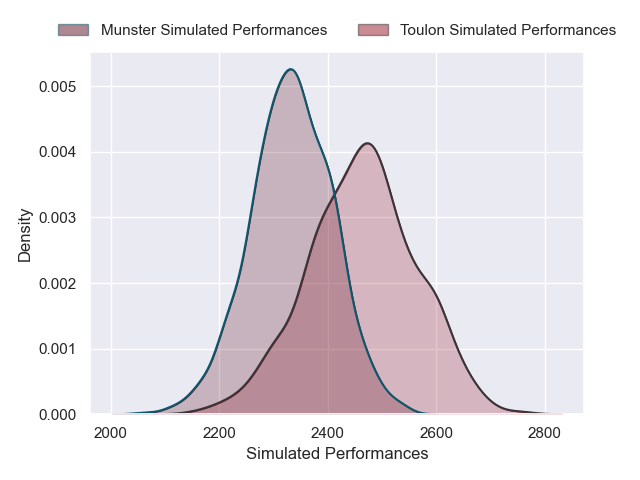 Munster Simulated Performances Toulon Simulated Performances
0.005
0.004
0.003
0.002
0.001
0.000
Density
2000 2200 2400 2600 2800
Simulated Performances